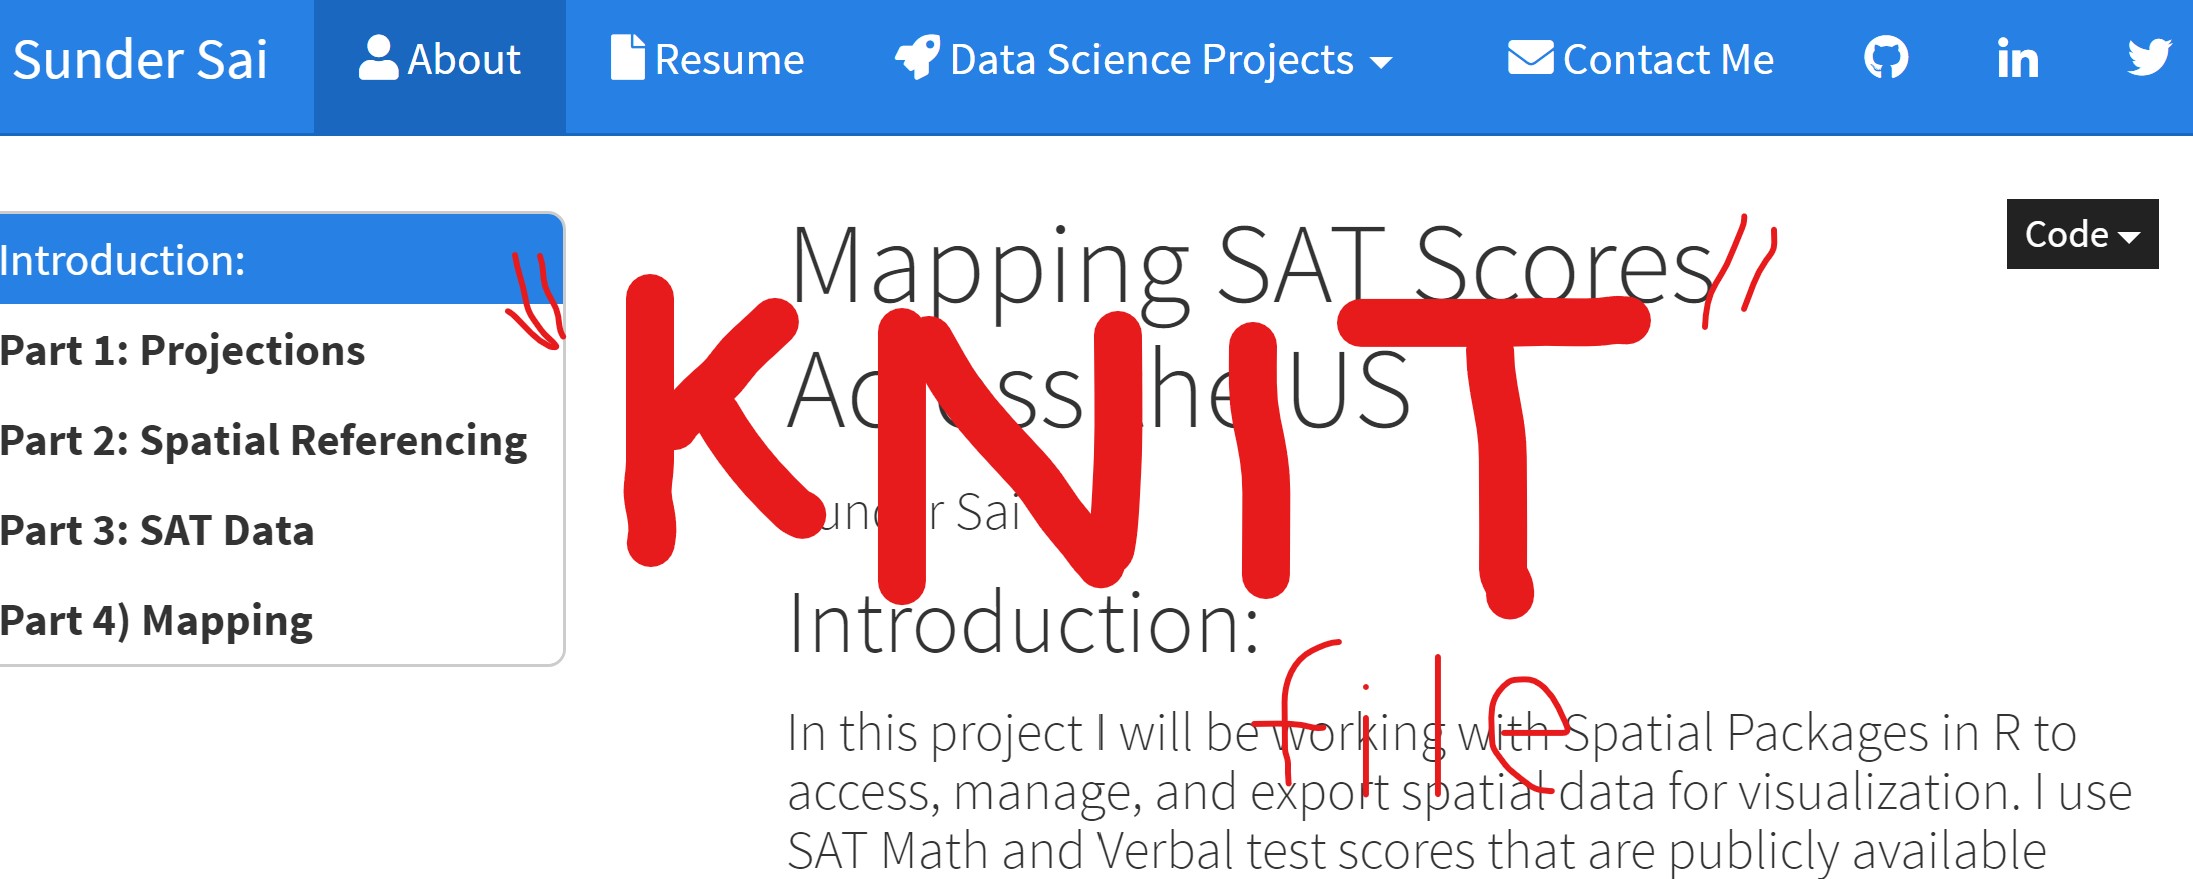 Sunder Sai About Resume Data Science Projects Contact Me in
Code
Introduction:
Part 1: Projections
Part 2: Spatial Referencing
Part 3: SAT Data
Part 4) Mapping
Mapping SAT Scores
Across the US
KNIT
Sunder Sai
Introduction:
file
In this project I will be working with Spatial Packages in R to
access, manage, and export spatial data for visualization. I use
SAT Math and Verbal test scores that are publicly available